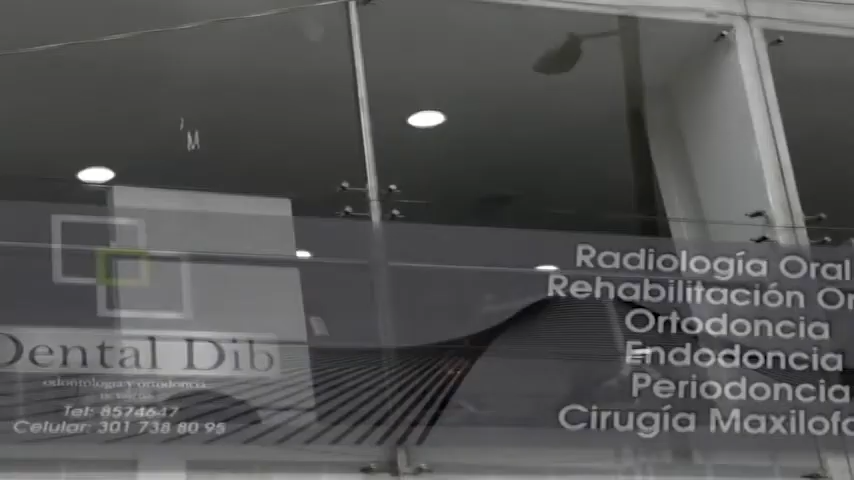 Dental Dib
odontología y ortodoncia
Tel: 8574647
Celular: 301 738 80 95
Radiología Oral
Rehabilitación Or
Ortodoncia
Endodoncia
Periodoncia
Cirugía Maxilofa